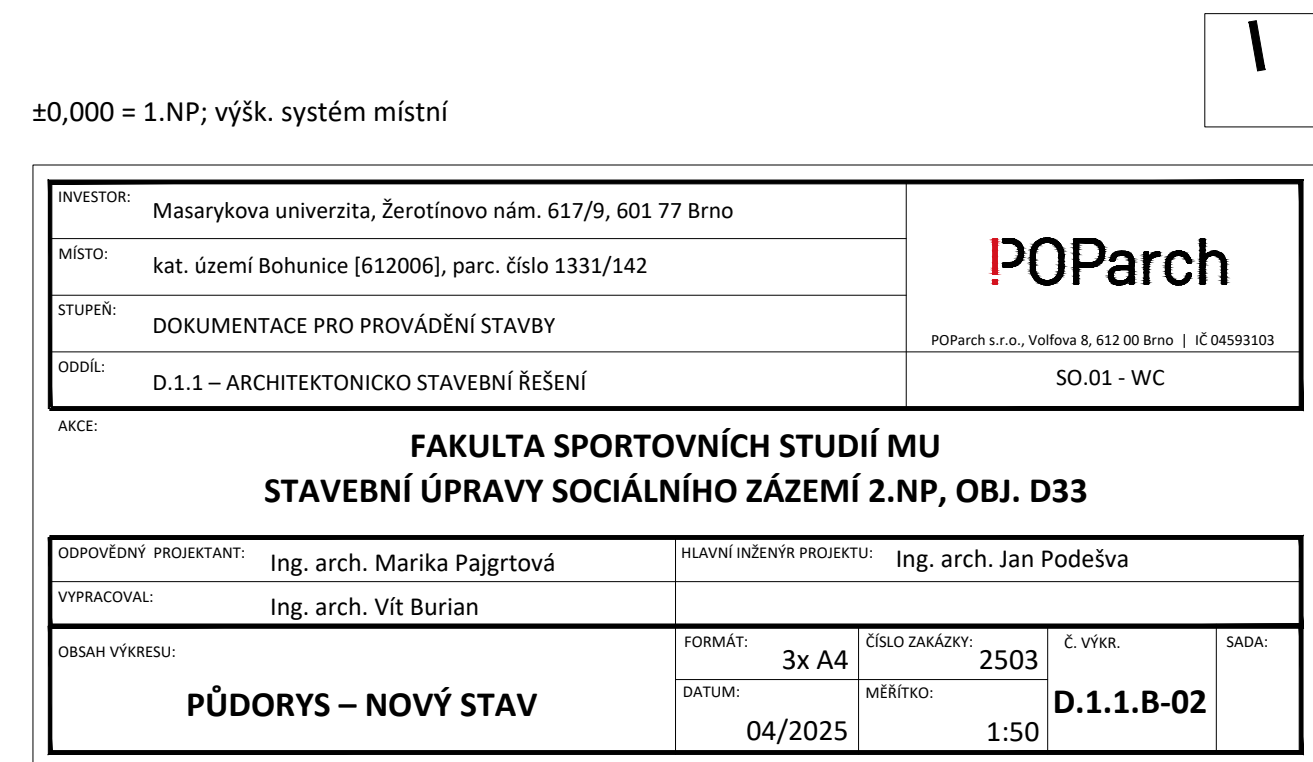 ±0,000 = 1.NP; výšk. systém místní
INVESTOR: Masarykova univerzita, Žerotínovo nám. 617/9, 601 77 Brno
MÍSTO: kat. území Bohunice [612006], parc. číslo 1331/142
STUPEŇ: DOKUMENTACE PRO PROVÁDĚNÍ STAVBY
ODDÍL: D.1.1 – ARCHITEKTONICKO STAVEBNÍ ŘEŠENÍ
POParch
POParch s.r.o., Volfova 8, 612 00 Brno | IČ 04593103
SO.01 - WC
AKCE:
FAKULTA SPORTOVNÍCH STUDIÍ MU
STAVEBNÍ ÚPRAVY SOCIÁLNÍHO ZÁZEMÍ 2.NP, OBJ. D33
ODPOVĚDNÝ PROJEKTANT: Ing. arch. Marika Pajgrtová
HLAVNÍ INŽENÝR PROJEKTU: Ing. arch. Jan Podešva
VYPRACOVAL: Ing. arch. Vít Burian
OBSAH VÝKRESU:
PŮDORYS – NOVÝ STAV
FORMÁT: 3x A4
ČÍSLO ZAKÁZKY: 2503
DATUM: 04/2025
MĚŘÍTKO: 1:50
Č. VÝKR.
D.1.1.B-02
SADA: